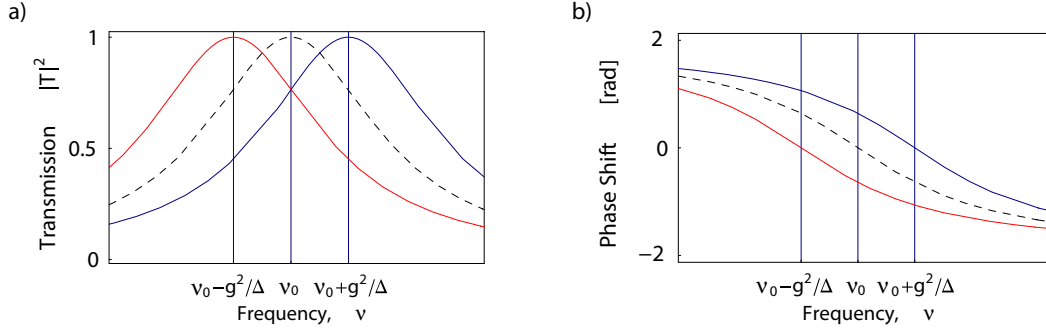 a)
Transmission |T|²
1
0.5
0
ν₀−g²/Δ ν₀ ν₀+g²/Δ
Frequency, ν
b)
Phase Shift [rad]
2
0
−2
ν₀−g²/Δ ν₀ ν₀+g²/Δ
Frequency, ν